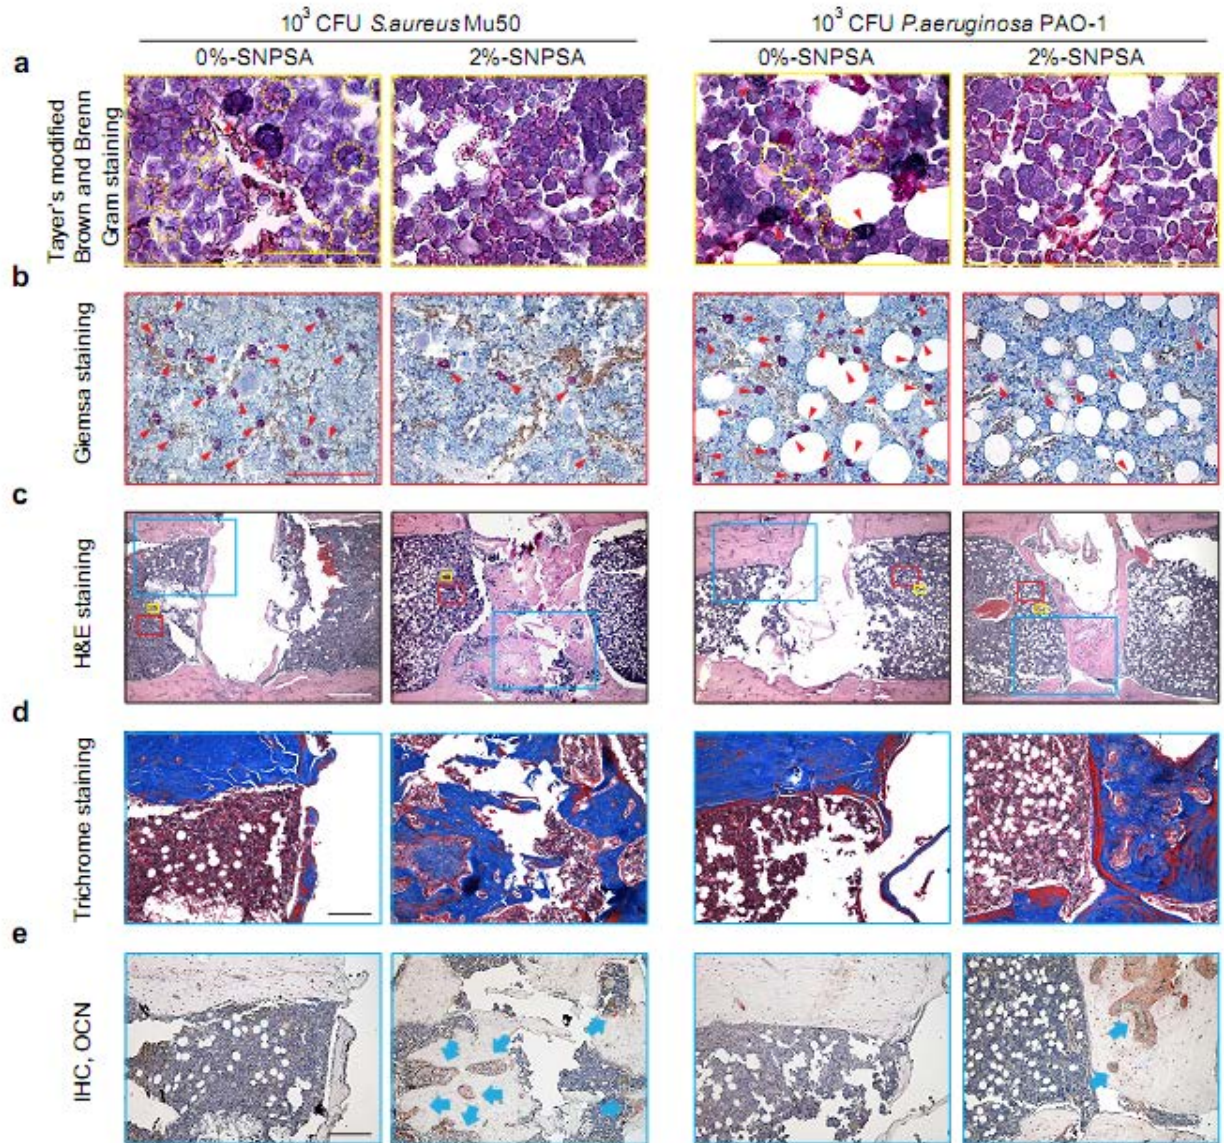 10³ CFU S.aureus Mu50
10³ CFU P.aeruginosa PAO-1
0%-SNPSA
2%-SNPSA
0%-SNPSA
2%-SNPSA
a
Tayer's modified
Brown and Brenn
Gram staining
b
Giemsa staining
c
H&E staining
d
Trichrome staining
e
IHC, OCN